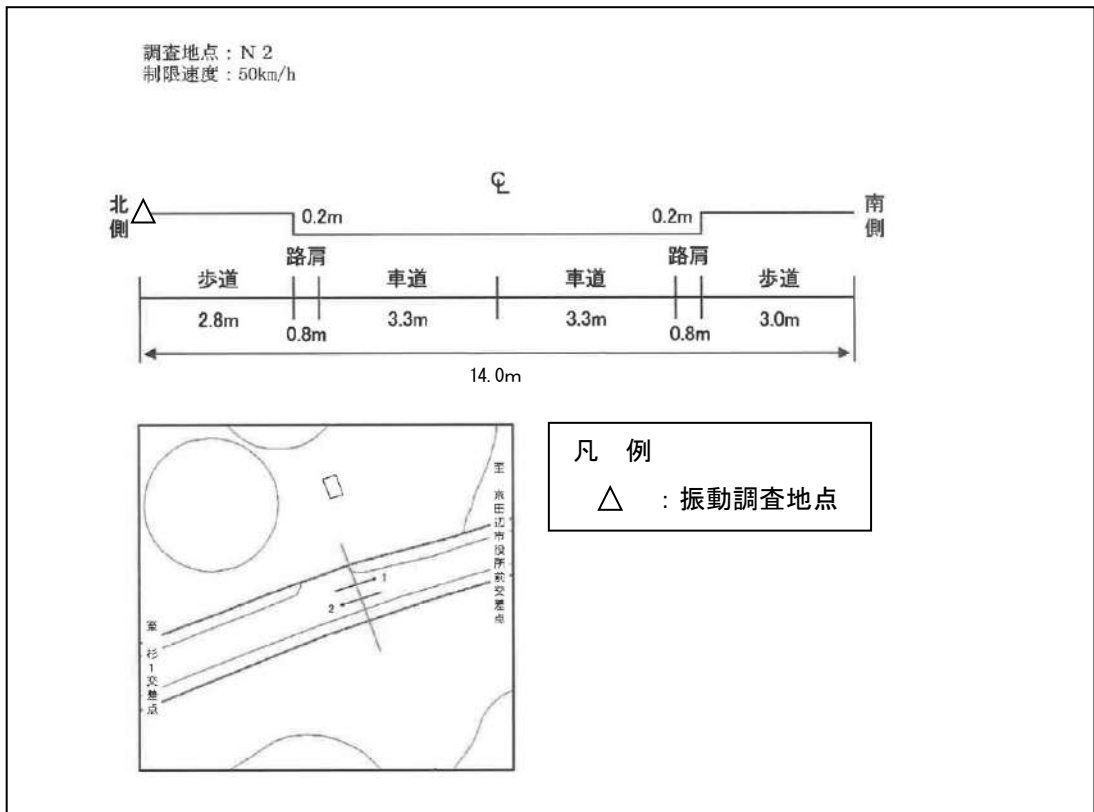 調査地点：N 2
制限速度：50km/h
℄
北側
0.2m
0.2m
南側
路肩
路肩
歩道
車道
車道
歩道
2.8m
0.8m
3.3m
3.3m
0.8m
3.0m
14.0m
至 京田辺市役所前交差点
1
2
至 杉1交差点
凡 例
△ ：振動調査地点